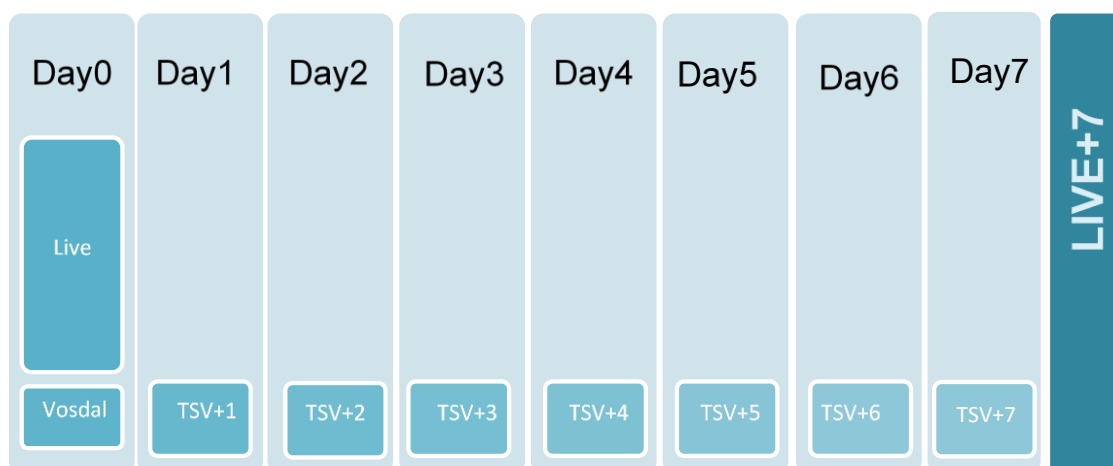 Day0
Day1
Day2
Day3
Day4
Day5
Day6
Day7
LIVE+7
Live
Vosdal
TSV+1
TSV+2
TSV+3
TSV+4
TSV+5
TSV+6
TSV+7